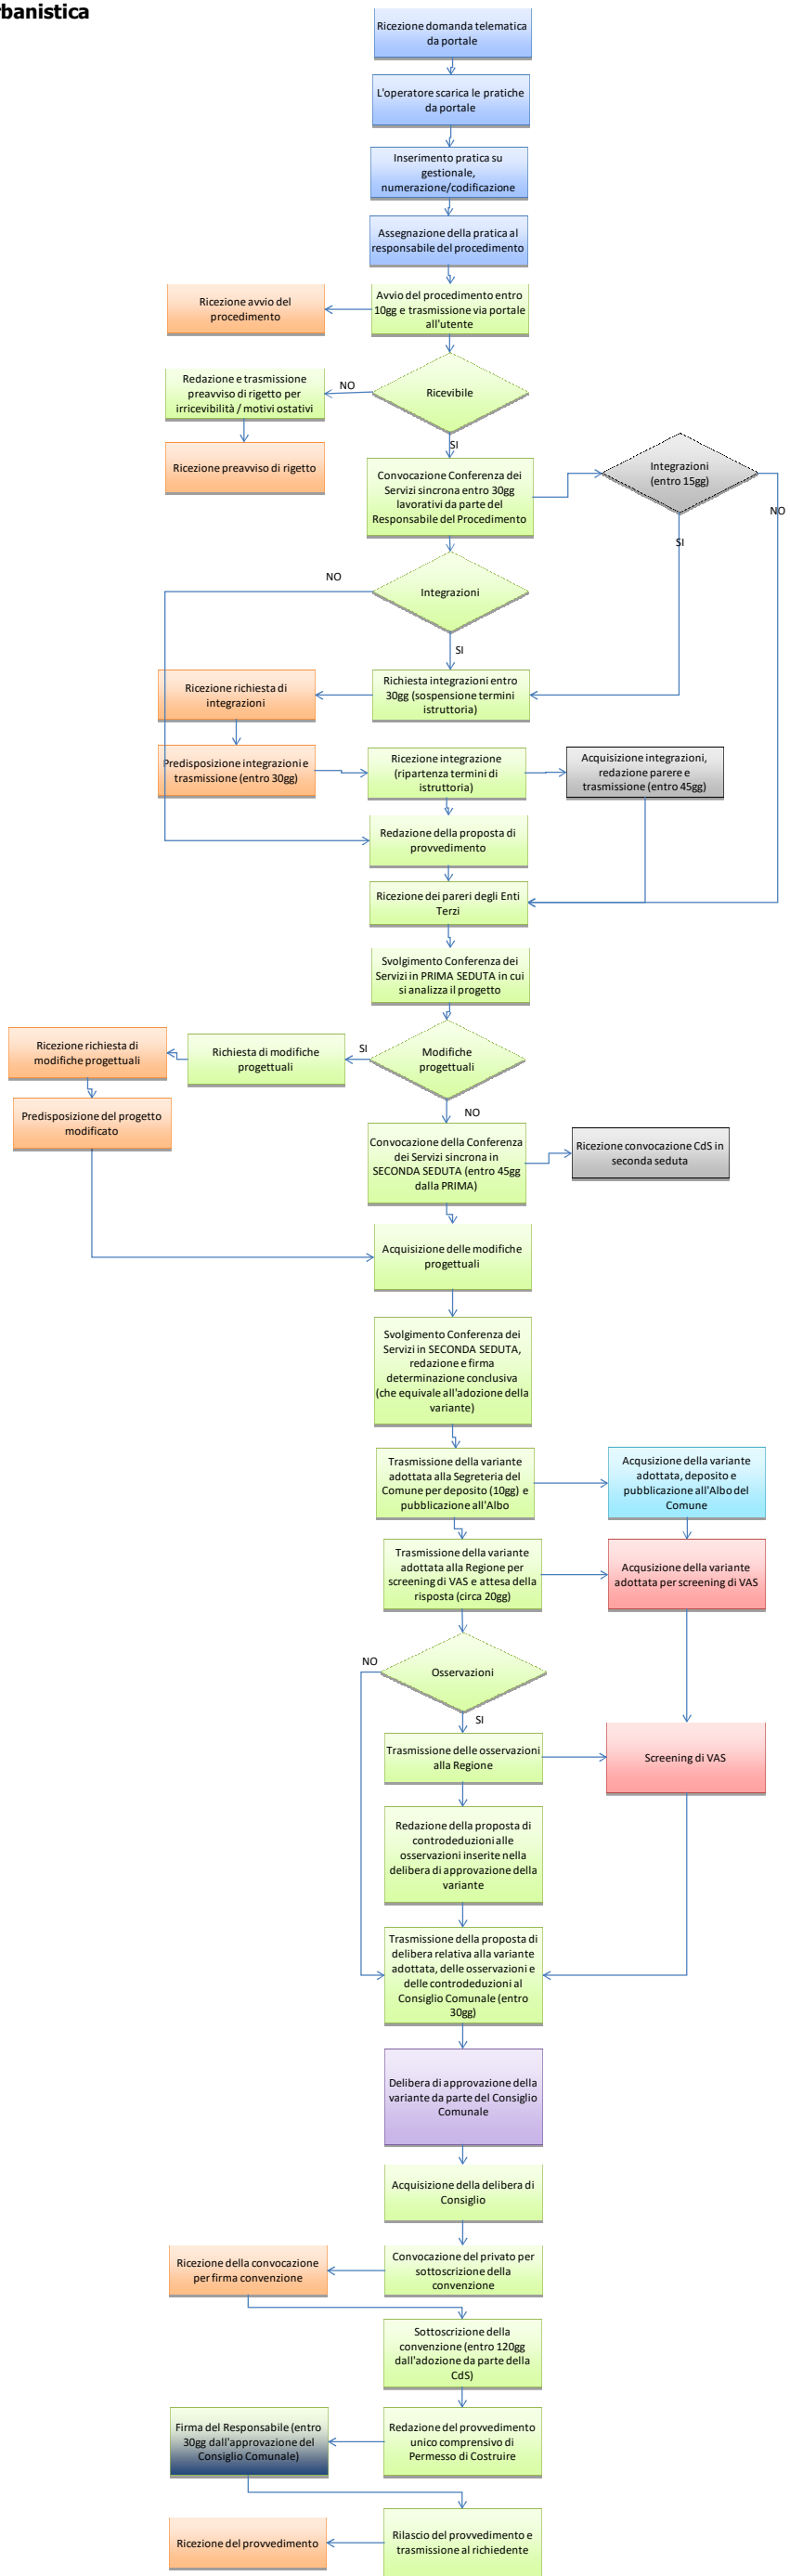 rbanistica
Ricezione domanda telematica
da portale
L'operatore scarica le pratiche
da portale
Inserimento pratica su
gestionale,
numerazione/codificazione
Assegnazione della pratica al
responsabile del procedimento
Avvio del procedimento entro
10gg e trasmissione via portale
all'utente
Ricezione avvio del
procedimento
Ricevibile
NO
Redazione e trasmissione
preavviso di rigetto per
irricevibilità / motivi ostativi
Ricezione preavviso di rigetto
SI
Convocazione Conferenza dei
Servizi sincrona entro 30gg
lavorativi da parte del
Responsabile del Procedimento
Integrazioni
(entro 15gg)
NO
SI
Integrazioni
NO
SI
Richiesta integrazioni entro
30gg (sospensione termini
istruttoria)
Ricezione richiesta di
integrazioni
Predisposizione integrazioni e
trasmissione (entro 30gg)
Ricezione integrazione
(ripartenza termini di
istruttoria)
Acquisizione integrazioni,
redazione parere e
trasmissione (entro 45gg)
Redazione della proposta di
provvedimento
Ricezione dei pareri degli Enti
Terzi
Svolgimento Conferenza dei
Servizi in PRIMA SEDUTA in cui
si analizza il progetto
Modifiche
progettuali
SI
Richiesta di modifiche
progettuali
Ricezione richiesta di
modifiche progettuali
Predisposizione del progetto
modificato
NO
Convocazione della Conferenza
dei Servizi sincrona in
SECONDA SEDUTA (entro 45gg
dalla PRIMA)
Ricezione convocazione CdS in
seconda seduta
Acquisizione delle modifiche
progettuali
Svolgimento Conferenza dei
Servizi in SECONDA SEDUTA,
redazione e firma
determinazione conclusiva
(che equivale all'adozione della
variante)
Trasmissione della variante
adottata alla Segreteria del
Comune per deposito (10gg) e
pubblicazione all'Albo
Acqusizione della variante
adottata, deposito e
pubblicazione all'Albo del
Comune
Trasmissione della variante
adottata alla Regione per
screening di VAS e attesa della
risposta (circa 20gg)
Acqusizione della variante
adottata per screening di VAS
Osservazioni
NO
SI
Trasmissione delle osservazioni
alla Regione
Screening di VAS
Redazione della proposta di
controdeduzioni alle
osservazioni inserite nella
delibera di approvazione della
variante
Trasmissione della proposta di
delibera relativa alla variante
adottata, delle osservazioni e
delle controdeduzioni al
Consiglio Comunale (entro
30gg)
Delibera di approvazione della
variante da parte del Consiglio
Comunale
Acquisizione della delibera di
Consiglio
Convocazione del privato per
sottoscrizione della
convenzione
Ricezione della convocazione
per firma convenzione
Sottoscrizione della
convenzione (entro 120gg
dall'adozione da parte della
CdS)
Redazione del provvedimento
unico comprensivo di
Permesso di Costruire
Firma del Responsabile (entro
30gg dall'approvazione del
Consiglio Comunale)
Rilascio del provvedimento e
trasmissione al richiedente
Ricezione del provvedimento